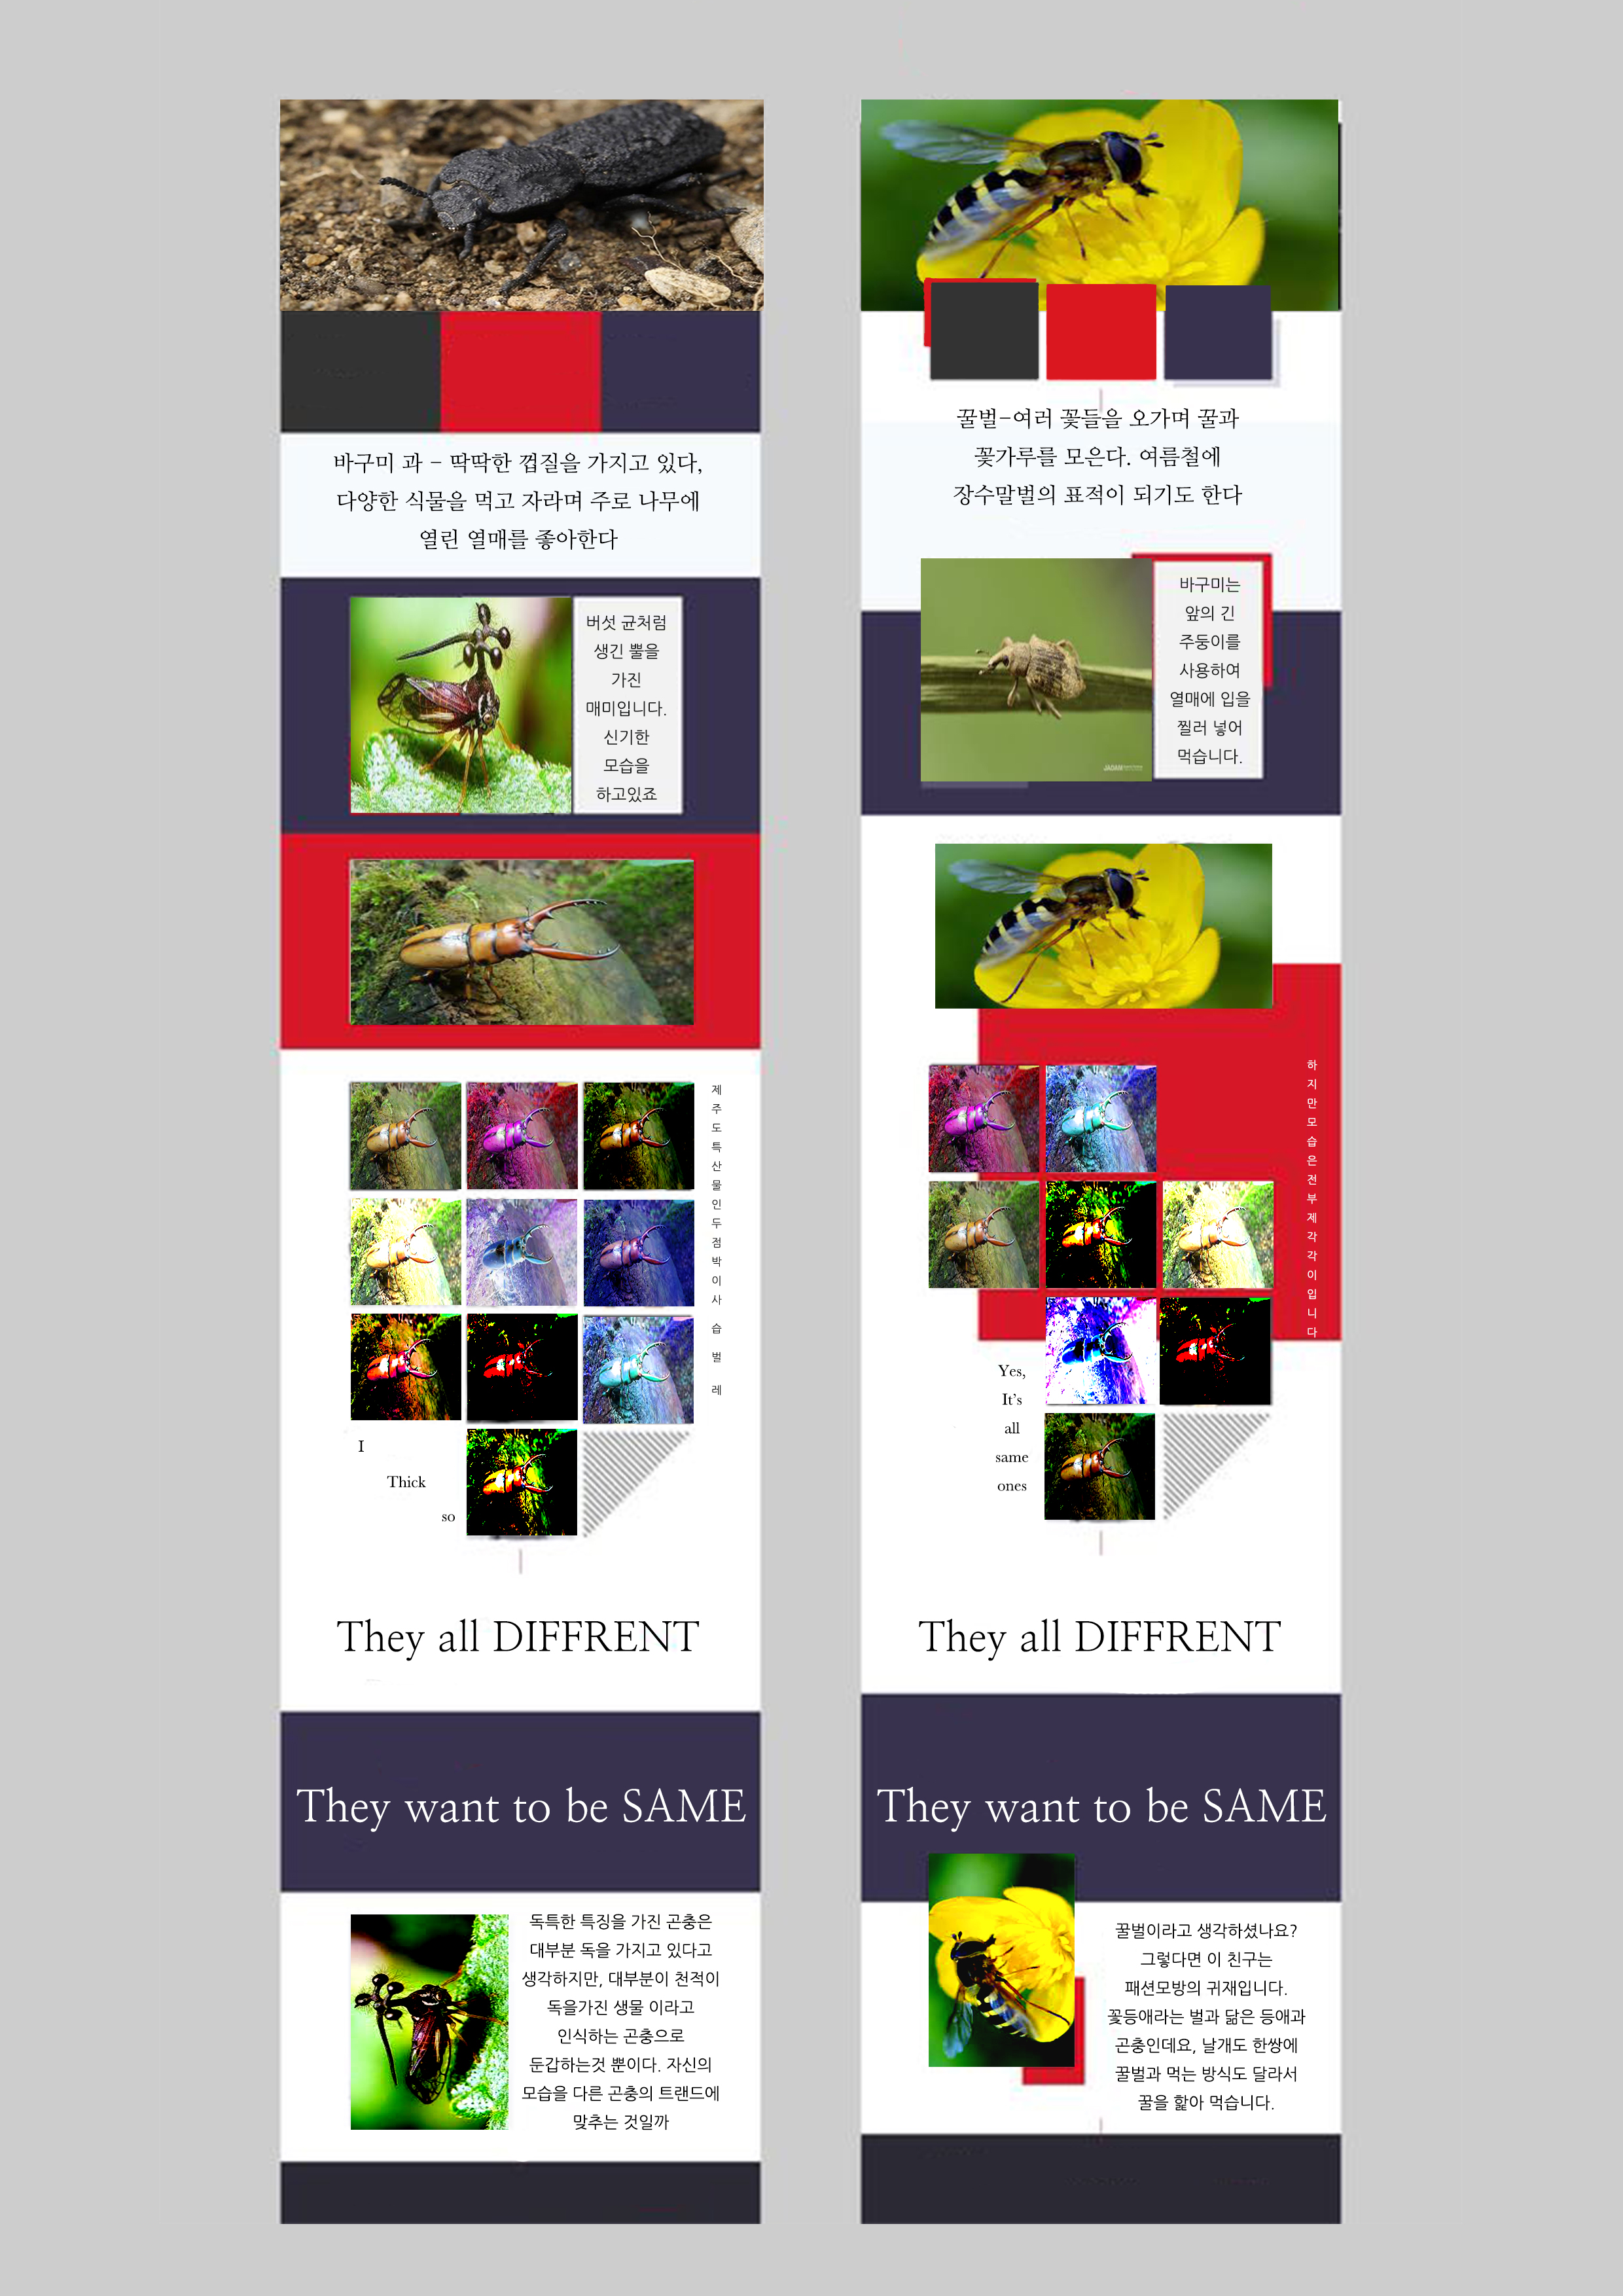 바구미 과 - 딱딱한 껍질을 가지고 있다,
다양한 식물을 먹고 자라며 주로 나무에
열린 열매를 좋아한다
버섯 균처럼
생긴 뿔을
가진
매미입니다.
신기한
모습을
하고있죠
제주도특산물인두점박이사습벌레
I
Thick
so
They all DIFFRENT
They want to be SAME
독특한 특징을 가진 곤충은
대부분 독을 가지고 있다고
생각하지만, 대부분이 천적이
독을가진 생물 이라고
인식하는 곤충으로
둔갑하는것 뿐이다. 자신의
모습을 다른 곤충의 트랜드에
맞추는 것일까
꿀벌-여러 꽃들을 오가며 꿀과
꽃가루를 모은다. 여름철에
장수말벌의 표적이 되기도 한다
바구미는
앞의 긴
주둥이를
사용하여
열매에 입을
찔러 넣어
먹습니다.
JADAM
하지만모습은전부제각각이입니다
Yes,
It's
all
same
ones
They all DIFFRENT
They want to be SAME
꿀벌이라고 생각하셨나요?
그렇다면 이 친구는
패션모방의 귀재입니다.
꽃등애라는 벌과 닮은 등애과
곤충인데요, 날개도 한쌍에
꿀벌과 먹는 방식도 달라서
꿀을 핥아 먹습니다.